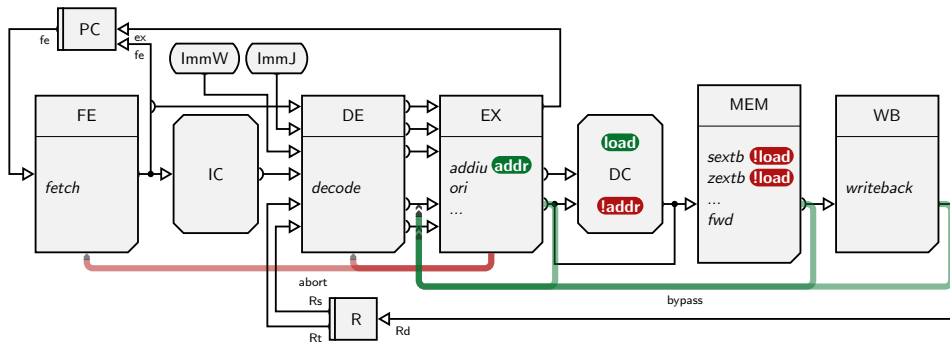 PC
fe
ex
fe
ImmW
ImmJ
FE
DE
EX
MEM
WB
fetch
IC
decode
addiu addr
ori
...
load
DC
!addr
sextb !load
zextb !load
...
fwd
writeback
abort
bypass
Rs
R
Rt
Rd